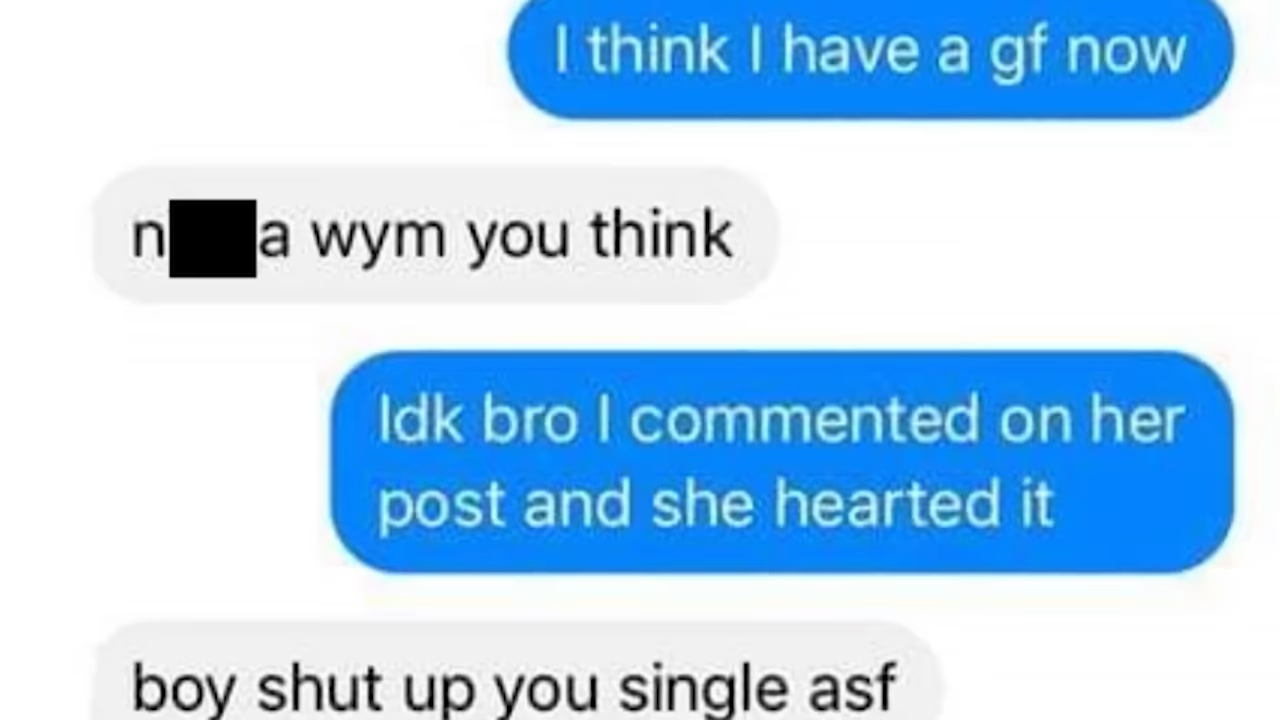 I think I have a gf now
n a wym you think
Idk bro I commented on her
post and she hearted it
boy shut up you single asf